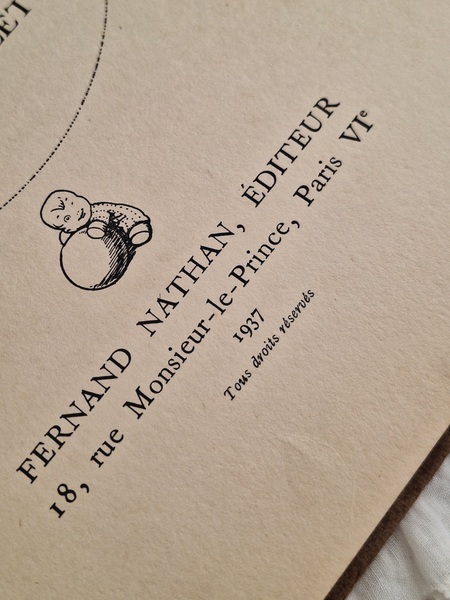 FERNAND NATHAN, ÉDITEUR
18, rue Monsieur-le-Prince, Paris VIᵉ
1937
Tous droits réservés